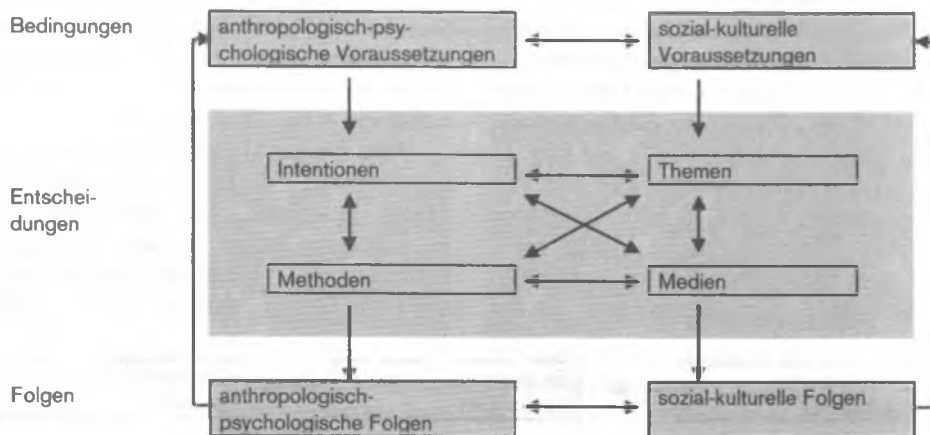 Bedingungen
anthropologisch-psy-
chologische Voraussetzungen
sozial-kulturelle
Voraussetzungen
Entschei-
dungen
Intentionen
Themen
Methoden
Medien
Folgen
anthropologisch-
psychologische Folgen
sozial-kulturelle Folgen